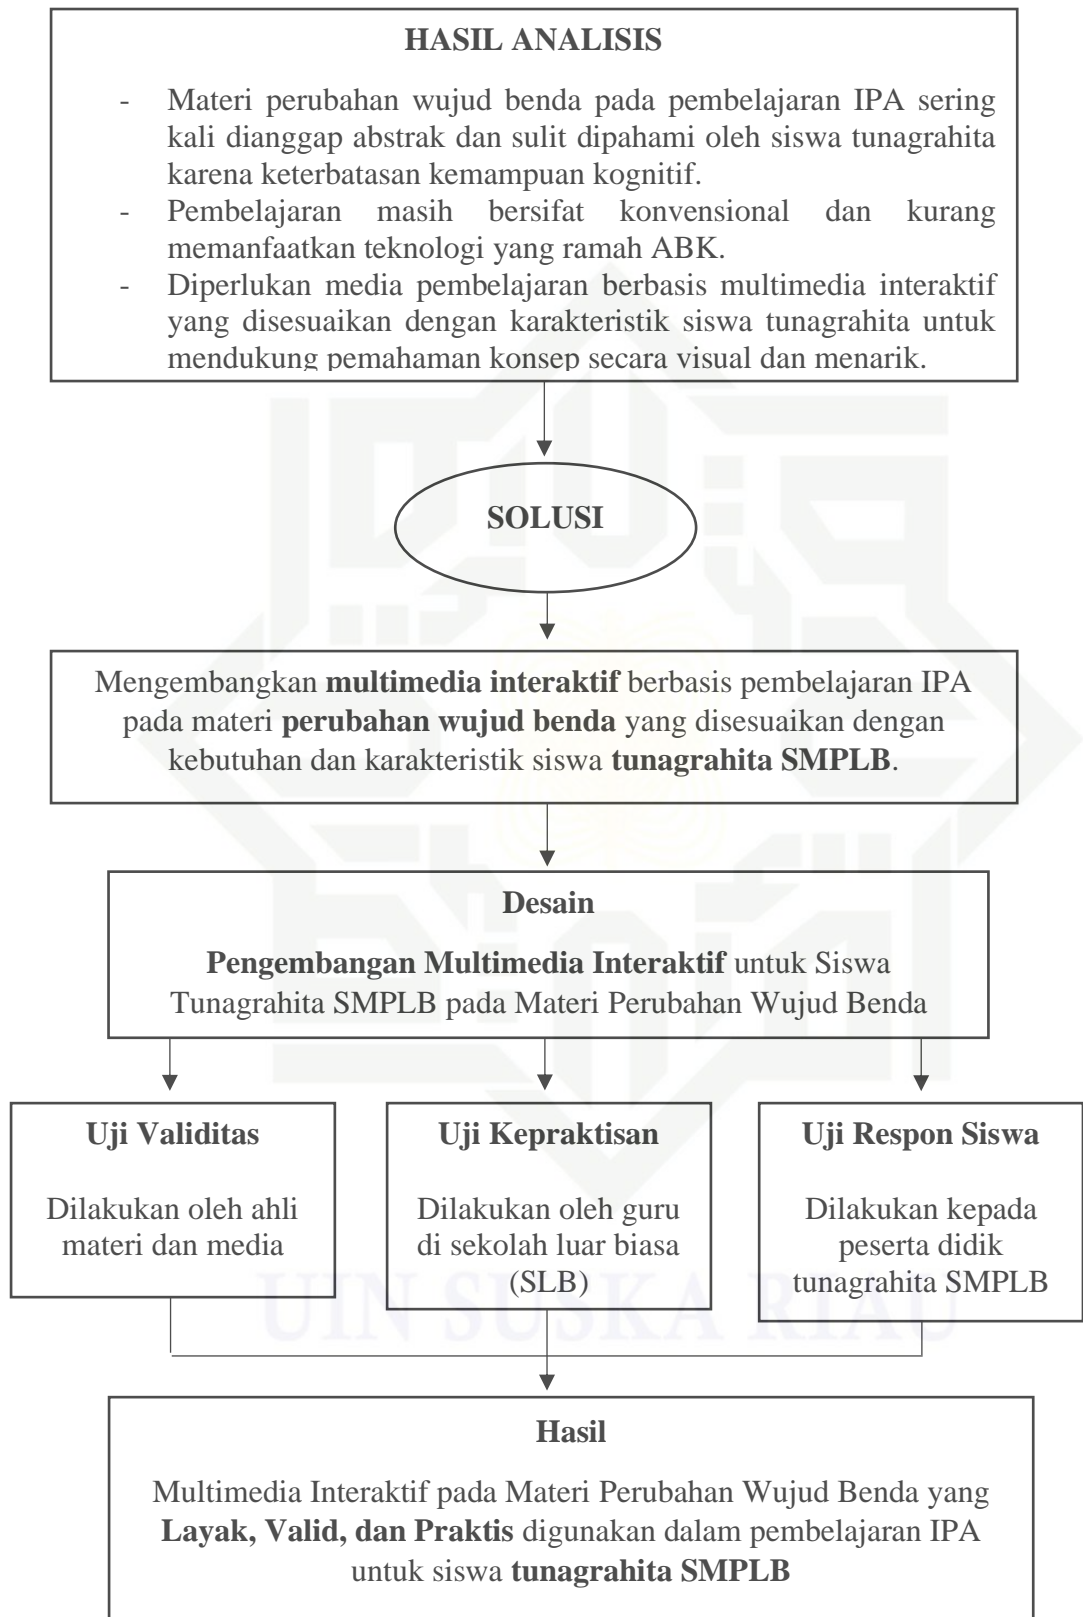 HASIL ANALISIS
- Materi perubahan wujud benda pada pembelajaran IPA sering
kali dianggap abstrak dan sulit dipahami oleh siswa tunagrahita
karena keterbatasan kemampuan kognitif.
- Pembelajaran masih bersifat konvensional dan kurang
memanfaatkan teknologi yang ramah ABK.
- Diperlukan media pembelajaran berbasis multimedia interaktif
yang disesuaikan dengan karakteristik siswa tunagrahita untuk
mendukung pemahaman konsep secara visual dan menarik.
SOLUSI
Mengembangkan multimedia interaktif berbasis pembelajaran IPA
pada materi perubahan wujud benda yang disesuaikan dengan
kebutuhan dan karakteristik siswa tunagrahita SMPLB.
Desain
Pengembangan Multimedia Interaktif untuk Siswa
Tunagrahita SMPLB pada Materi Perubahan Wujud Benda
Uji Validitas
Dilakukan oleh ahli
materi dan media
Uji Kepraktisan
Dilakukan oleh guru
di sekolah luar biasa
(SLB)
Uji Respon Siswa
Dilakukan kepada
peserta didik
tunagrahita SMPLB
UIN SUSKA RIAU
Hasil
Multimedia Interaktif pada Materi Perubahan Wujud Benda yang
Layak, Valid, dan Praktis digunakan dalam pembelajaran IPA
untuk siswa tunagrahita SMPLB